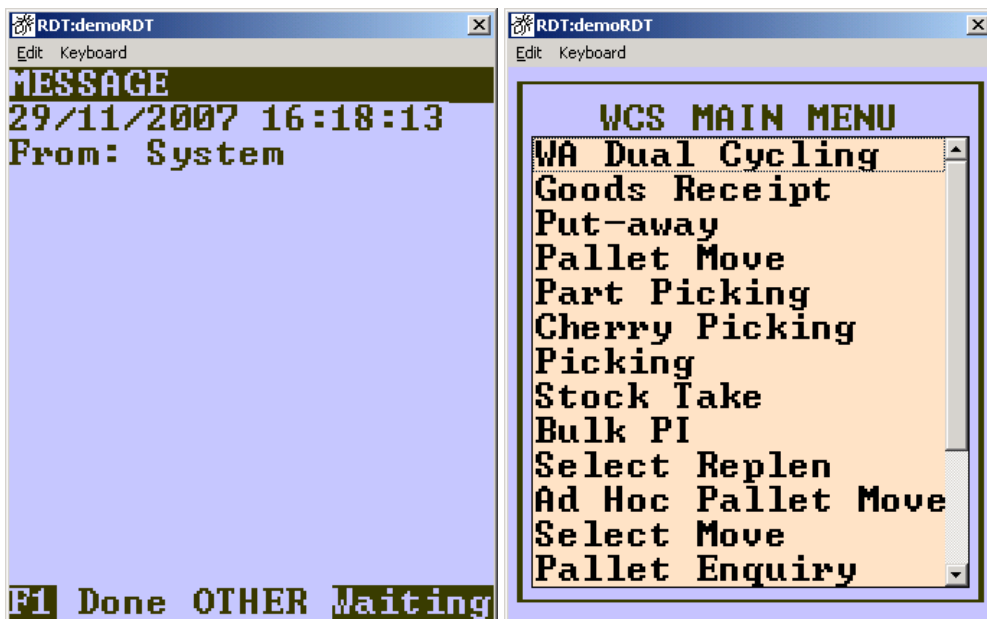 RDT:demoRDT
Edit Keyboard
MESSAGE
29/11/2007 16:18:13
From: System
F1 Done OTHER Waiting
RDT:demoRDT
Edit Keyboard
WCS MAIN MENU
WA Dual Cycling
Goods Receipt
Put-away
Pallet Move
Part Picking
Cherry Picking
Picking
Stock Take
Bulk PI
Select Replen
Ad Hoc Pallet Move
Select Move
Pallet Enquiry